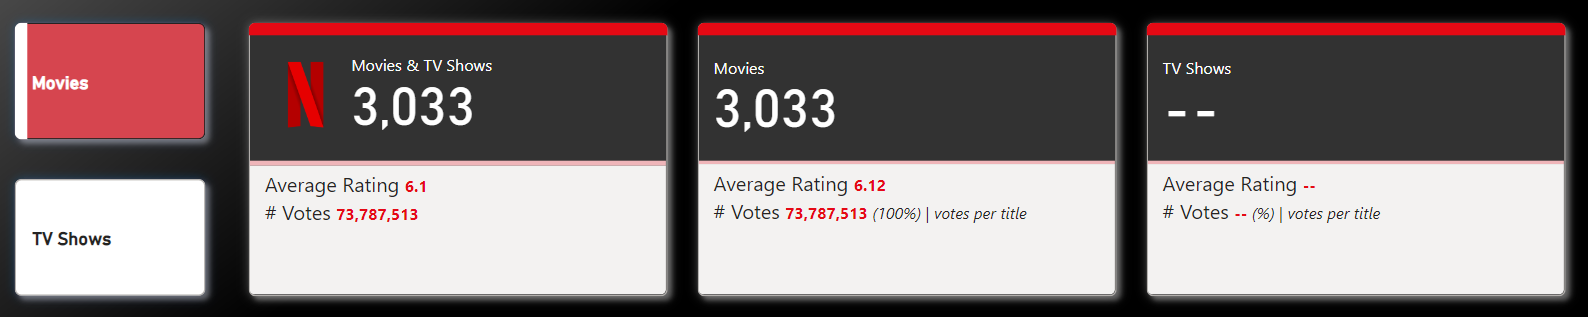 Movies
TV Shows
N
Movies & TV Shows
3,033
Average Rating 6.1
# Votes 73,787,513
Movies
3,033
Average Rating 6.12
# Votes 73,787,513 (100%) | votes per title
TV Shows
--
Average Rating --
# Votes -- (%) | votes per title